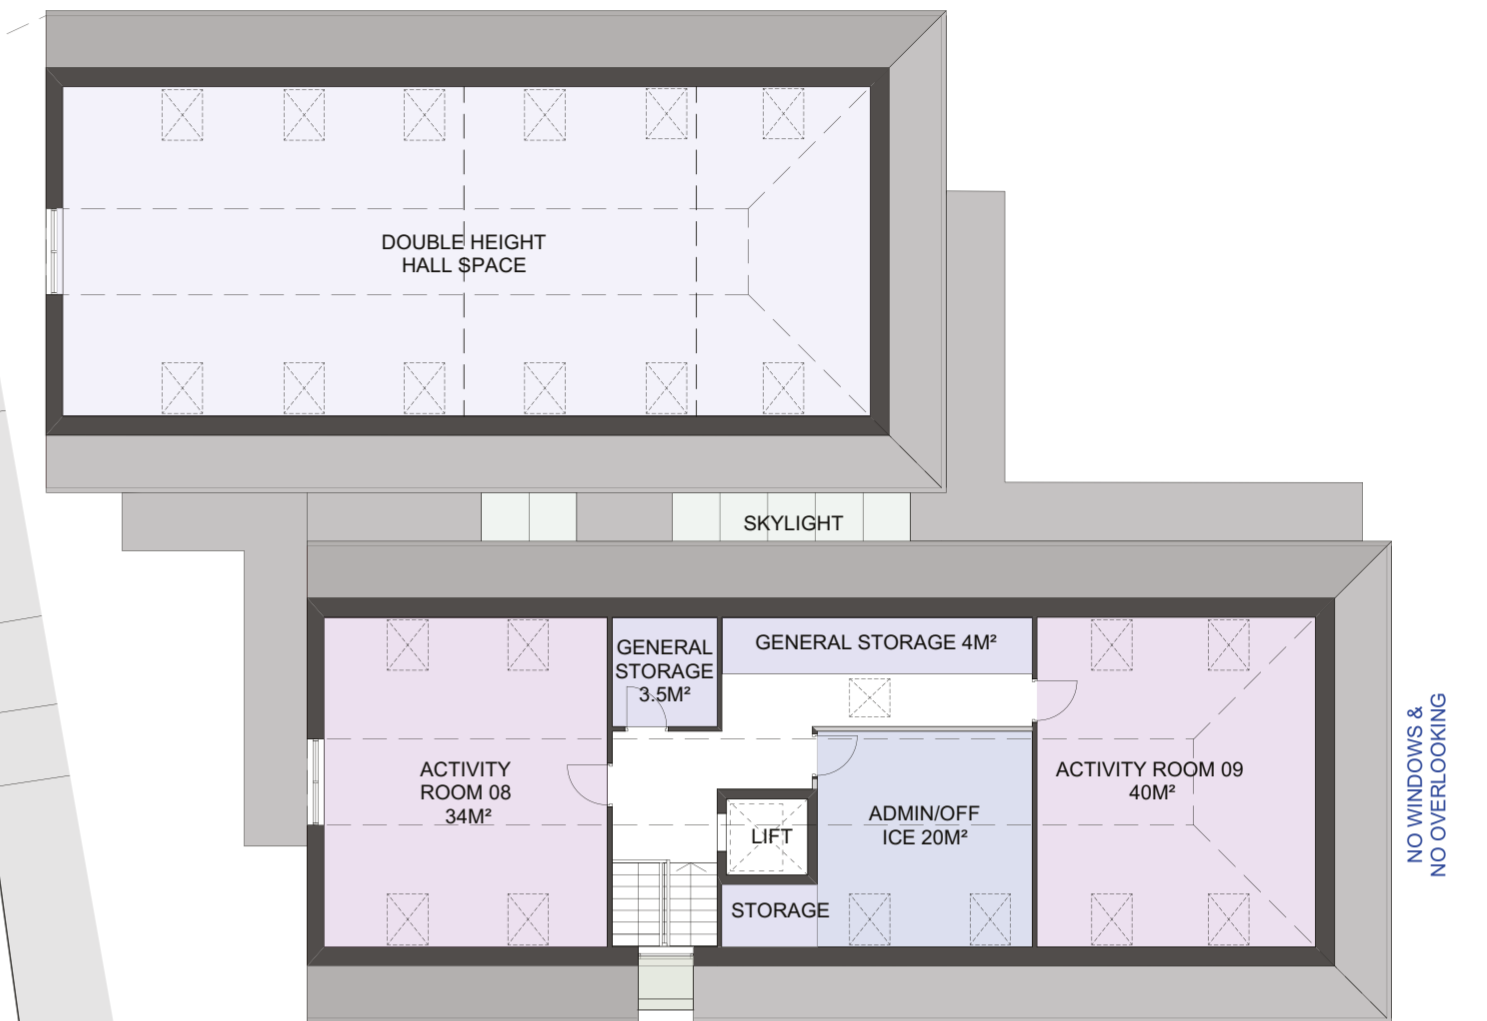 DOUBLE HEIGHT
HALL SPACE
SKYLIGHT
GENERAL
STORAGE
3.5M²
GENERAL STORAGE 4M²
ACTIVITY
ROOM 08
34M²
LIFT
ADMIN/OFF
ICE 20M²
ACTIVITY ROOM 09
40M²
STORAGE
NO WINDOWS &
NO OVERLOOKING